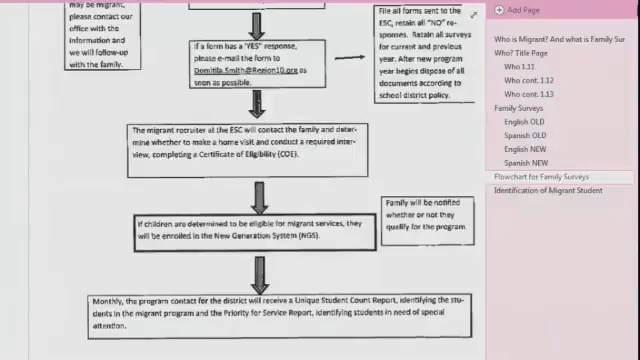 may be migrant,
please contact our
office with the
information and
we will follow-up
with the family.
If a form has a "YES" response,
please e-mail the form to
Domitila.Smith@Region10.org as
soon as possible.
File all forms sent to the
ESC, retain all "NO" re-
sponses. Retain all surveys
for current and previous
year. After new program
year begins dispose of all
documents according to
school district policy.
The migrant recruiter at the ESC will contact the family and deter-
mine whether to make a home visit and conduct a required inter-
view, completing a Certificate of Eligibility (COE).
If children are determined to be eligible for migrant services, they
will be enrolled in the New Generation System (NGS).
Family will be notified
whether or not they
qualify for the program.
Monthly, the program contact for the district will receive a Unique Student Count Report, identifying the stu-
dents in the migrant program and the Priority for Service Report, identifying students in need of special
attention.
Add Page
Who is Migrant? And what is Family Sur
Who? Title Page
Who 1.11
Who cont. 1.12
Who cont. 1.13
Family Surveys
English OLD
Spanish OLD
English NEW
Spanish NEW
Flowchart for Family Surveys
Identification of Migrant Student